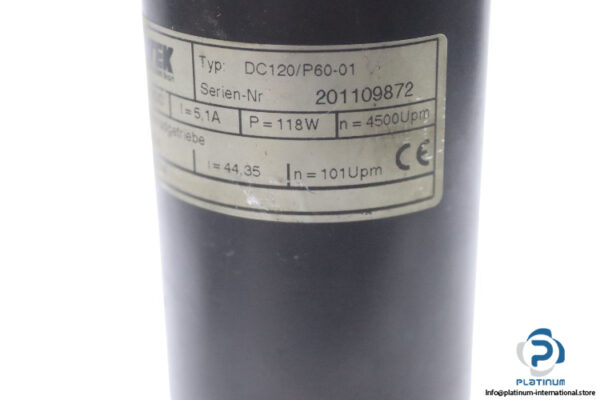 TEK Typ: DC120/P60-01
Serien-Nr 201109872
I=5,1A P=118W n=4500Upm
i=44,35 n=101Upm CE
PLATINUM
Info@platinum-international.store